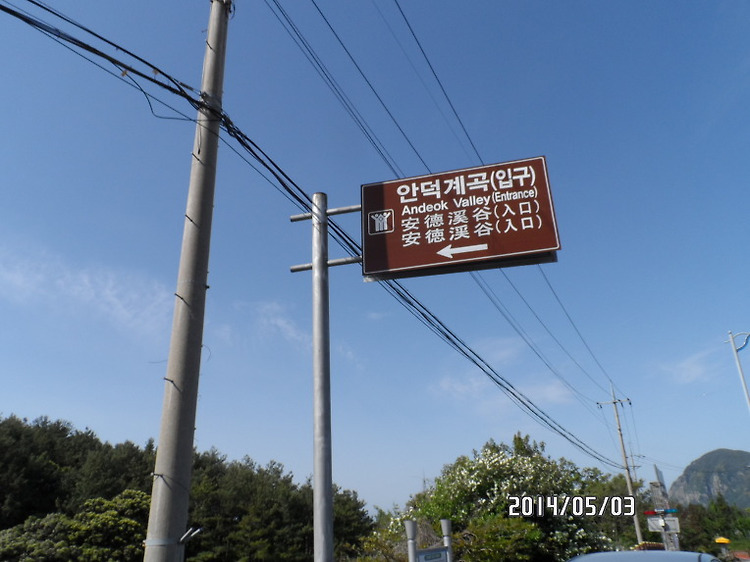 안덕계곡(입구)
Andeok Valley(Entrance)
安德溪谷(入口)
安德溪谷(入口)
2014/05/03